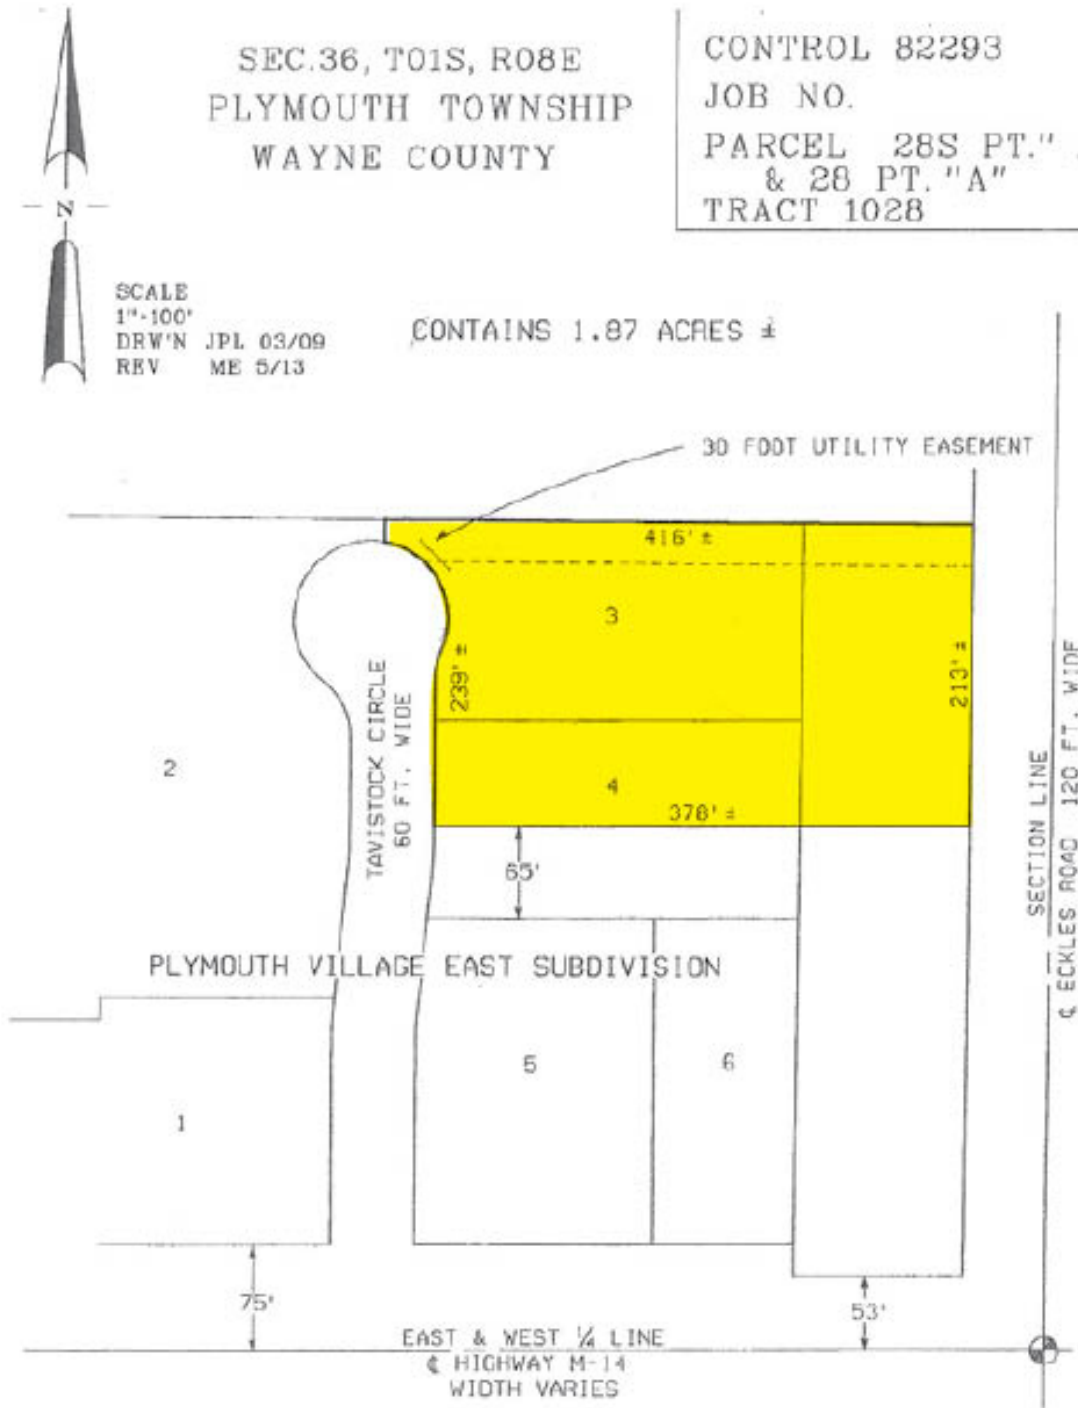 SEC.36, T01S, R08E
PLYMOUTH TOWNSHIP
WAYNE COUNTY
CONTROL 82293
JOB NO.
PARCEL 28S PT."
& 28 PT. "A"
TRACT 1028
N
SCALE
1"-100'
DRW'N JPL 03/09
REV ME 5/13
CONTAINS 1.87 ACRES ±
30 FOOT UTILITY EASEMENT
416' ±
3
239' ±
213' ±
TAVISTOCK CIRCLE
60 FT. WIDE
2
4
378' ±
65'
SECTION LINE
℄ ECKLES ROAD 120 FT. WIDE
PLYMOUTH VILLAGE EAST SUBDIVISION
5
6
1
75'
53'
EAST & WEST ¼ LINE
℄ HIGHWAY M-14
WIDTH VARIES